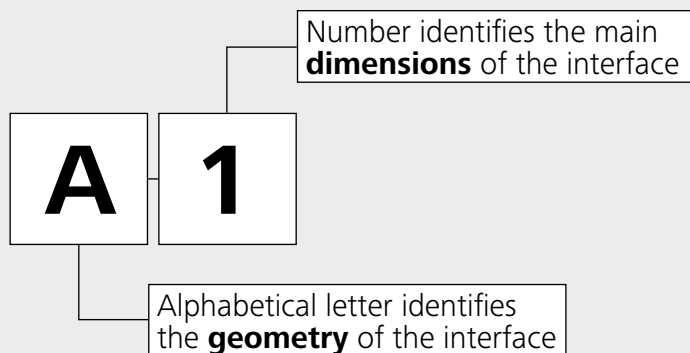 Number identifies the main
dimensions of the interface
A 1
Alphabetical letter identifies
the geometry of the interface